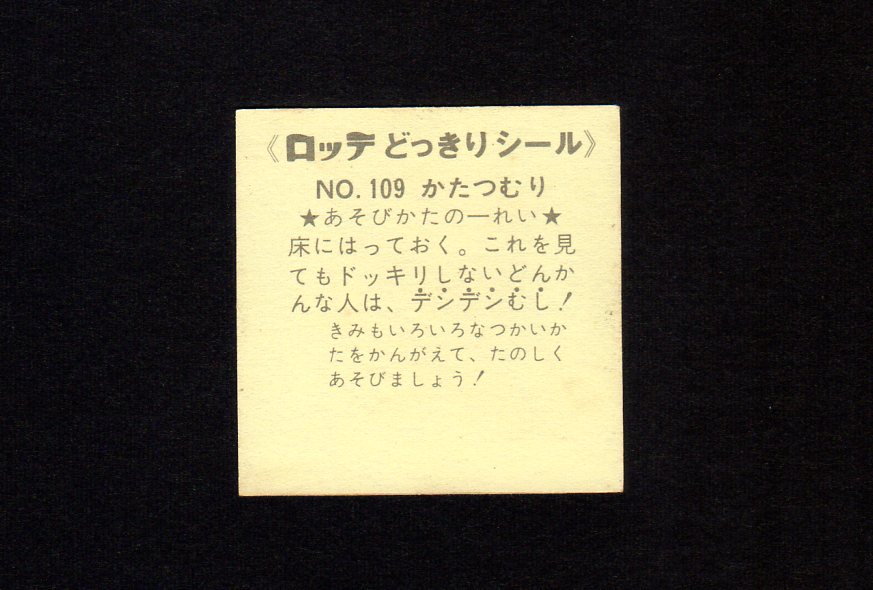 《ロッテどっきりシール》
NO. 109 かたつむり
★あそびかたの一れい★
床にはっておく。これを見
てもドッキリしないどんか
んな人は、デンデンむし!
きみもいろいろなつかいか
たをかんがえて、たのしく
あそびましょう!